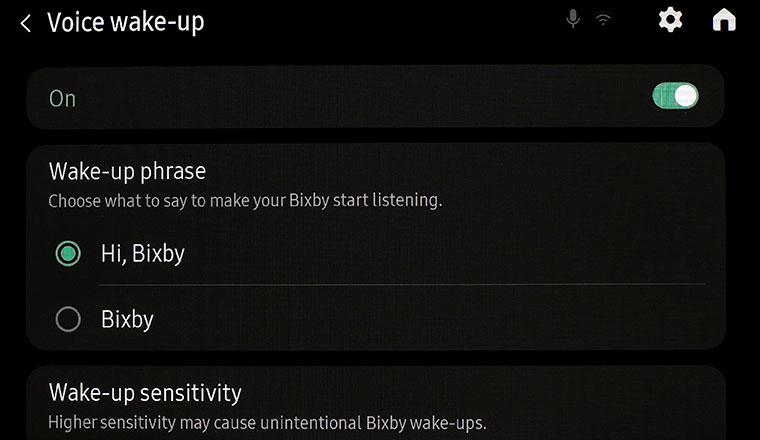 Voice wake-up
On
Wake-up phrase
Choose what to say to make your Bixby start listening.
Hi, Bixby
Bixby
Wake-up sensitivity
Higher sensitivity may cause unintentional Bixby wake-ups.